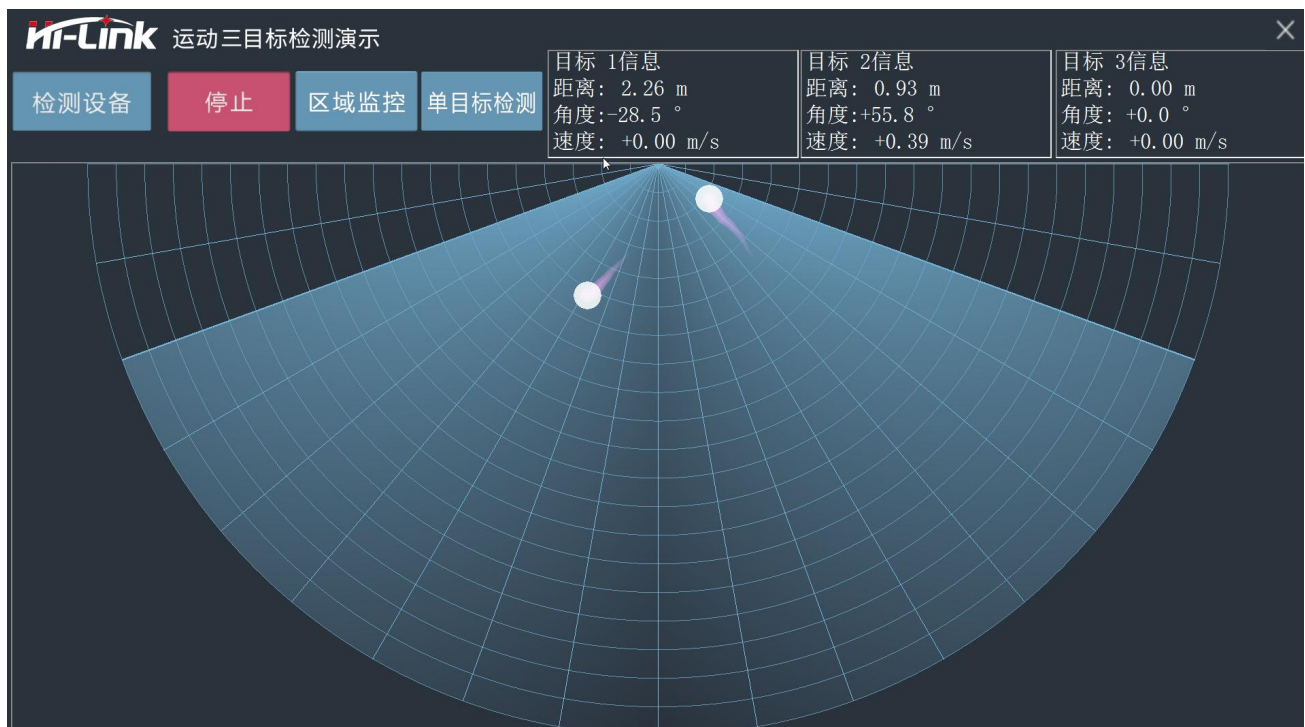 Hi-Link 运动三目标检测演示
检测设备
停止
区域监控
单目标检测
目标 1信息
距离: 2.26 m
角度:-28.5 °
速度: +0.00 m/s
目标 2信息
距离: 0.93 m
角度:+55.8 °
速度: +0.39 m/s
目标 3信息
距离: 0.00 m
角度: +0.0 °
速度: +0.00 m/s